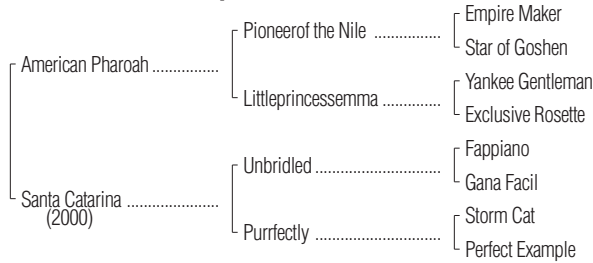 Empire Maker
Pioneerof the Nile ................
Star of Goshen
American Pharoah ................
Yankee Gentleman
Littleprincessemma ..............
Exclusive Rosette
Fappiano
Unbridled ..............................
Gana Facil
Santa Catarina ......................
(2000)
Storm Cat
Purrfectly ..............................
Perfect Example